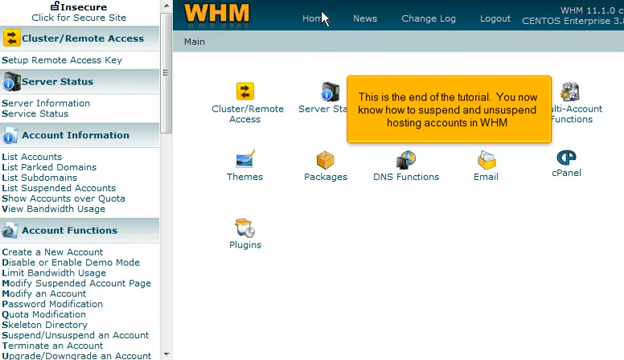 Insecure
Click for Secure Site
Cluster/Remote Access
Setup Remote Access Key
Server Status
Server Information
Service Status
Account Information
List Accounts
List Parked Domains
List Subdomains
List Suspended Accounts
Show Accounts over Quota
View Bandwidth Usage
Account Functions
Create a New Account
Disable or Enable Demo Mode
Limit Bandwidth Usage
Modify Suspended Account Page
Modify an Account
Password Modification
Quota Modification
Skeleton Directory
Suspend/Unsuspend an Account
Terminate an Account
Upgrade/Downgrade an Account
WHM
Home News Change Log Logout
WHM 11.1.0 c
CENTOS Enterprise 3.
Main
Cluster/Remote
Access
Server Sta
ulti-Account
Functions
This is the end of the tutorial. You now
know how to suspend and unsuspend
hosting accounts in WHM
Themes
Packages
DNS Functions
Email
cPanel
Plugins